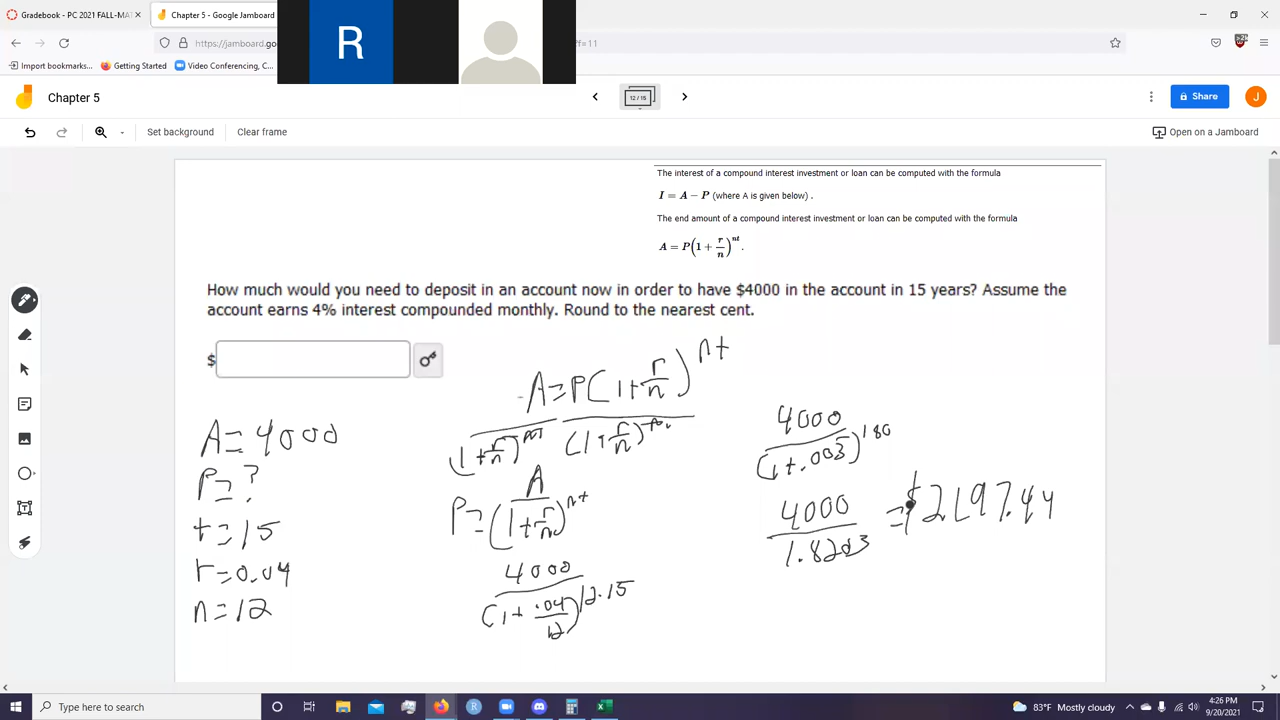 Gradebook - PC 2021 FALL-MAT
Chapter 5 - Google Jamboard
https://jamboard.go
?f=11
Import bookmarks...
Getting Started
Video Conferencing, C...
R
Chapter 5
12 / 15
Share
J
Set background
Clear frame
Open on a Jamboard
The interest of a compound interest investment or loan can be computed with the formula
I = A − P (where A is given below) .
The end amount of a compound interest investment or loan can be computed with the formula
A = P(1 + r/n)^nt.
How much would you need to deposit in an account now in order to have $4000 in the account in 15 years? Assume the
account earns 4% interest compounded monthly. Round to the nearest cent.
$
A=4000
P=?
t=15
r=0.04
n=12
A=P(1+r/n)^nt
(1+r/n)^nt (1+r/n)^nt
P=A/(1+r/n)^nt
4000
(1+.04/12)^12.15
4000
(1+.003̅)^180
4000
1.8203
=$2197.44
Type here to search
83°F Mostly cloudy
4:26 PM
9/20/2021